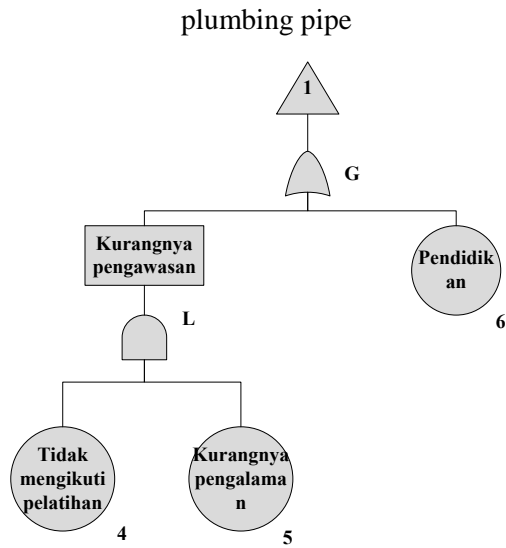 plumbing pipe
1
G
Kurangnya
pengawasan
Pendidik
an
6
L
Tidak
mengikuti
pelatihan
4
Kurangnya
pengalama
n
5